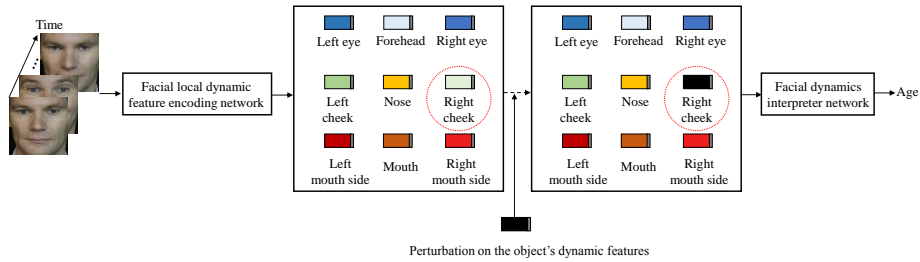 Time
Facial local dynamic
feature encoding network
Left eye
Forehead
Right eye
Left
cheek
Nose
Right
cheek
Left
mouth side
Mouth
Right
mouth side
Left eye
Forehead
Right eye
Left
cheek
Nose
Right
cheek
Left
mouth side
Mouth
Right
mouth side
Facial dynamics
interpreter network
Age
Perturbation on the object's dynamic features